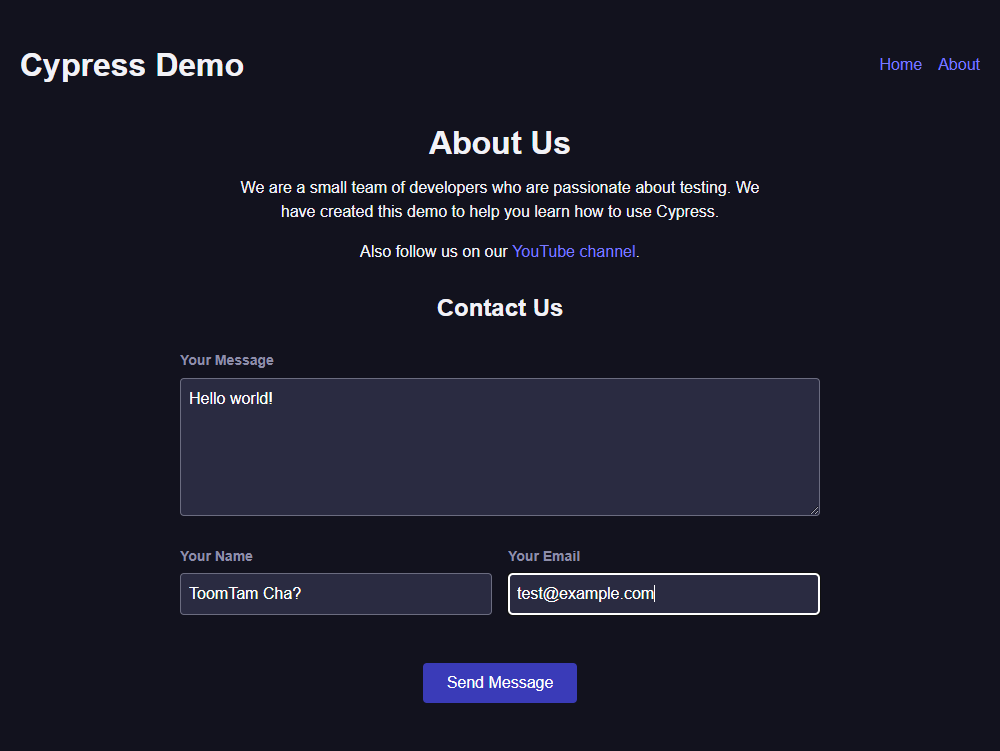 Cypress Demo
Home About
About Us
We are a small team of developers who are passionate about testing. We
have created this demo to help you learn how to use Cypress.
Also follow us on our YouTube channel.
Contact Us
Your Message
Hello world!
Your Name
Your Email
ToomTam Cha?
test@example.com
Send Message